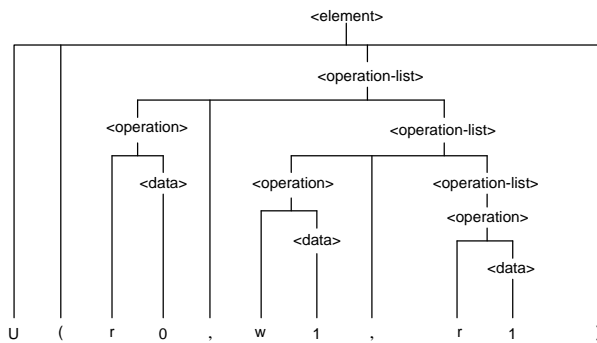 <element>
<operation-list>
<operation> <operation-list>
<data> <operation> <operation-list>
<operation>
<data> <data>
U ( r 0 , w 1 , r 1 )